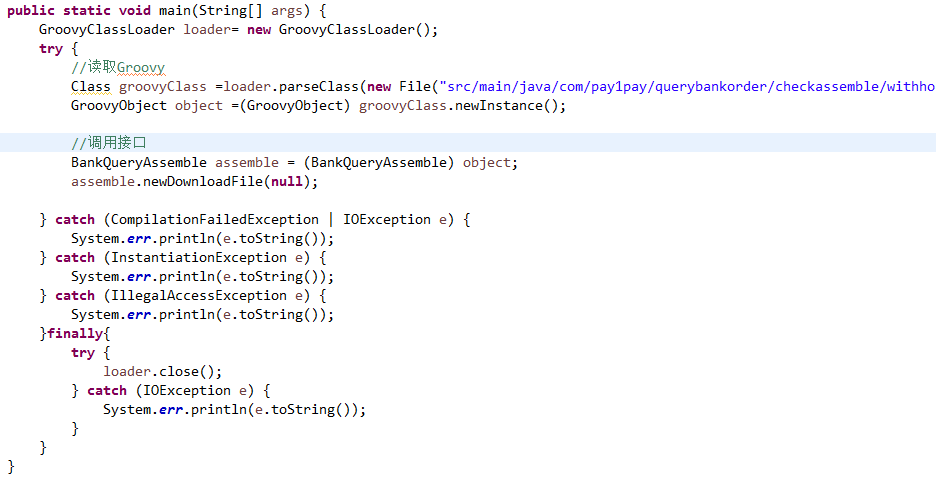 public static void main(String[] args) {
GroovyClassLoader loader= new GroovyClassLoader();
try {
//读取Groovy
Class groovyClass =loader.parseClass(new File("src/main/java/com/pay1pay/querybankorder/checkassemble/withho
GroovyObject object =(GroovyObject) groovyClass.newInstance();
//调用接口
BankQueryAssemble assemble = (BankQueryAssemble) object;
assemble.newDownloadFile(null);
} catch (CompilationFailedException | IOException e) {
System.err.println(e.toString());
} catch (InstantiationException e) {
System.err.println(e.toString());
} catch (IllegalAccessException e) {
System.err.println(e.toString());
}finally{
try {
loader.close();
} catch (IOException e) {
System.err.println(e.toString());
}
}
}